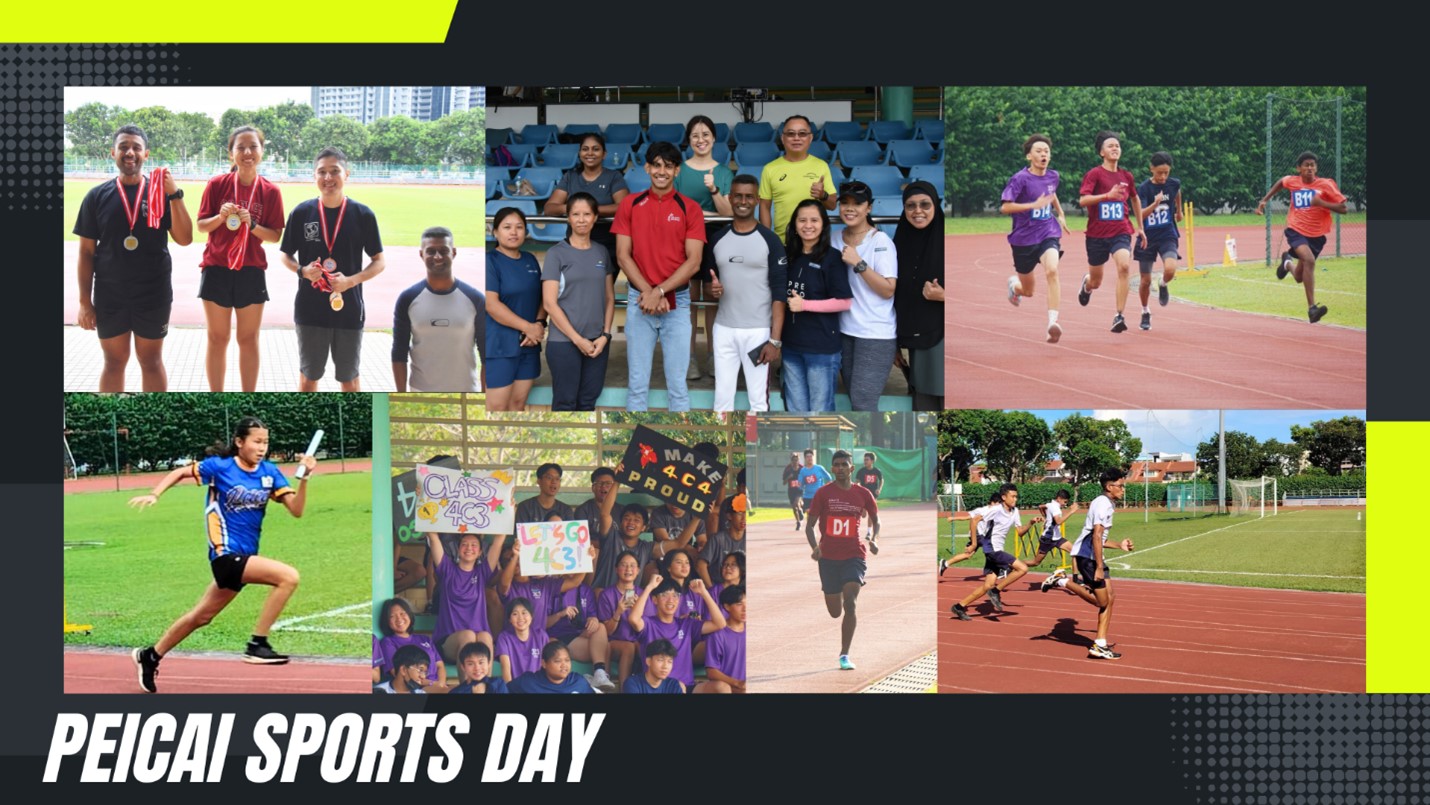 B14
B13
B12
B11
CLASS
4C3
LET'S GO
4C3!
MAKE
4C4
PROUD
D1
PEICAI SPORTS DAY